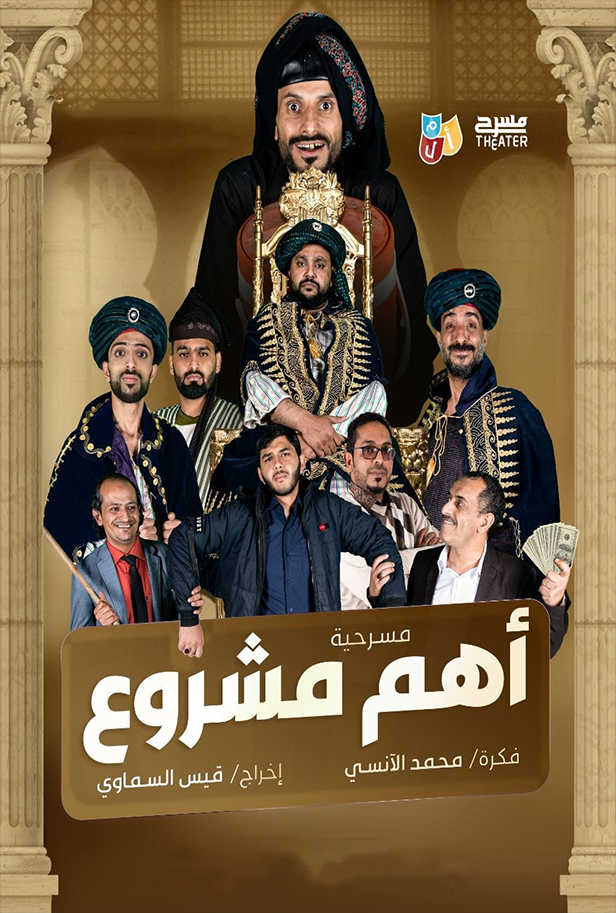 مسرح
THEATER
مسرحية
أهم مشروع
فكرة/ محمد الآنسي
إخراج/ قيس السماوي